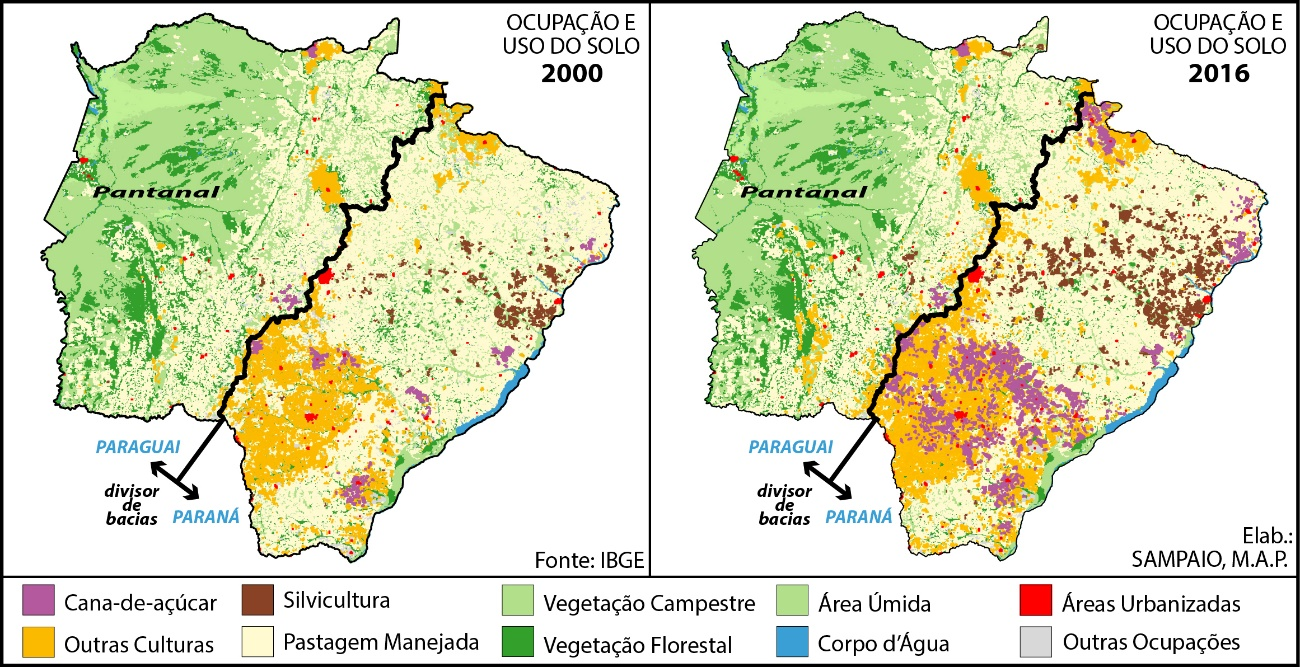 OCUPAÇÃO E
USO DO SOLO
2000
Pantanal
PARAGUAI
divisor
de
bacias
PARANÁ
Fonte: IBGE
OCUPAÇÃO E
USO DO SOLO
2016
Pantanal
PARAGUAI
divisor
de
bacias
PARANÁ
Elab.:
SAMPAIO, M.A.P.
Cana-de-açúcar
Silvicultura
Vegetação Campestre
Área Úmida
Áreas Urbanizadas
Outras Culturas
Pastagem Manejada
Vegetação Florestal
Corpo d'Água
Outras Ocupações